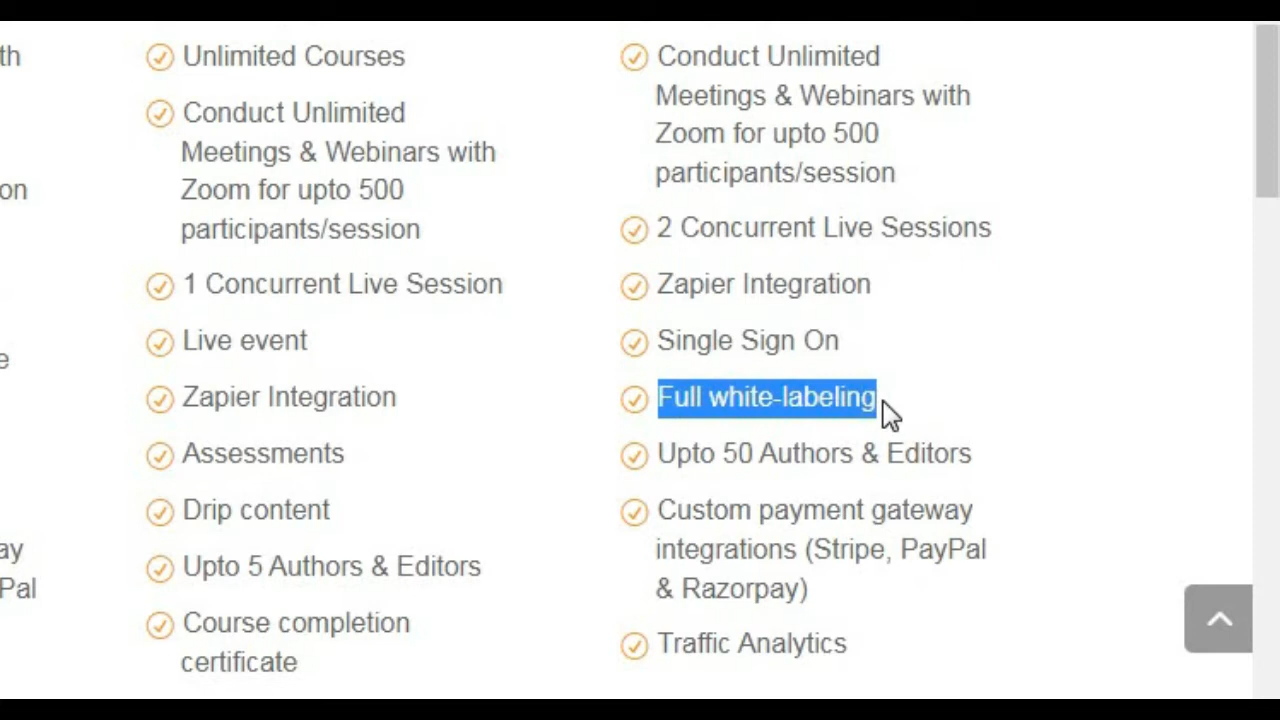 th
on
e
ay
Pal
Unlimited Courses
Conduct Unlimited
Meetings & Webinars with
Zoom for upto 500
participants/session
1 Concurrent Live Session
Live event
Zapier Integration
Assessments
Drip content
Upto 5 Authors & Editors
Course completion
certificate
Conduct Unlimited
Meetings & Webinars with
Zoom for upto 500
participants/session
2 Concurrent Live Sessions
Zapier Integration
Single Sign On
Full white-labeling
Upto 50 Authors & Editors
Custom payment gateway
integrations (Stripe, PayPal
& Razorpay)
Traffic Analytics